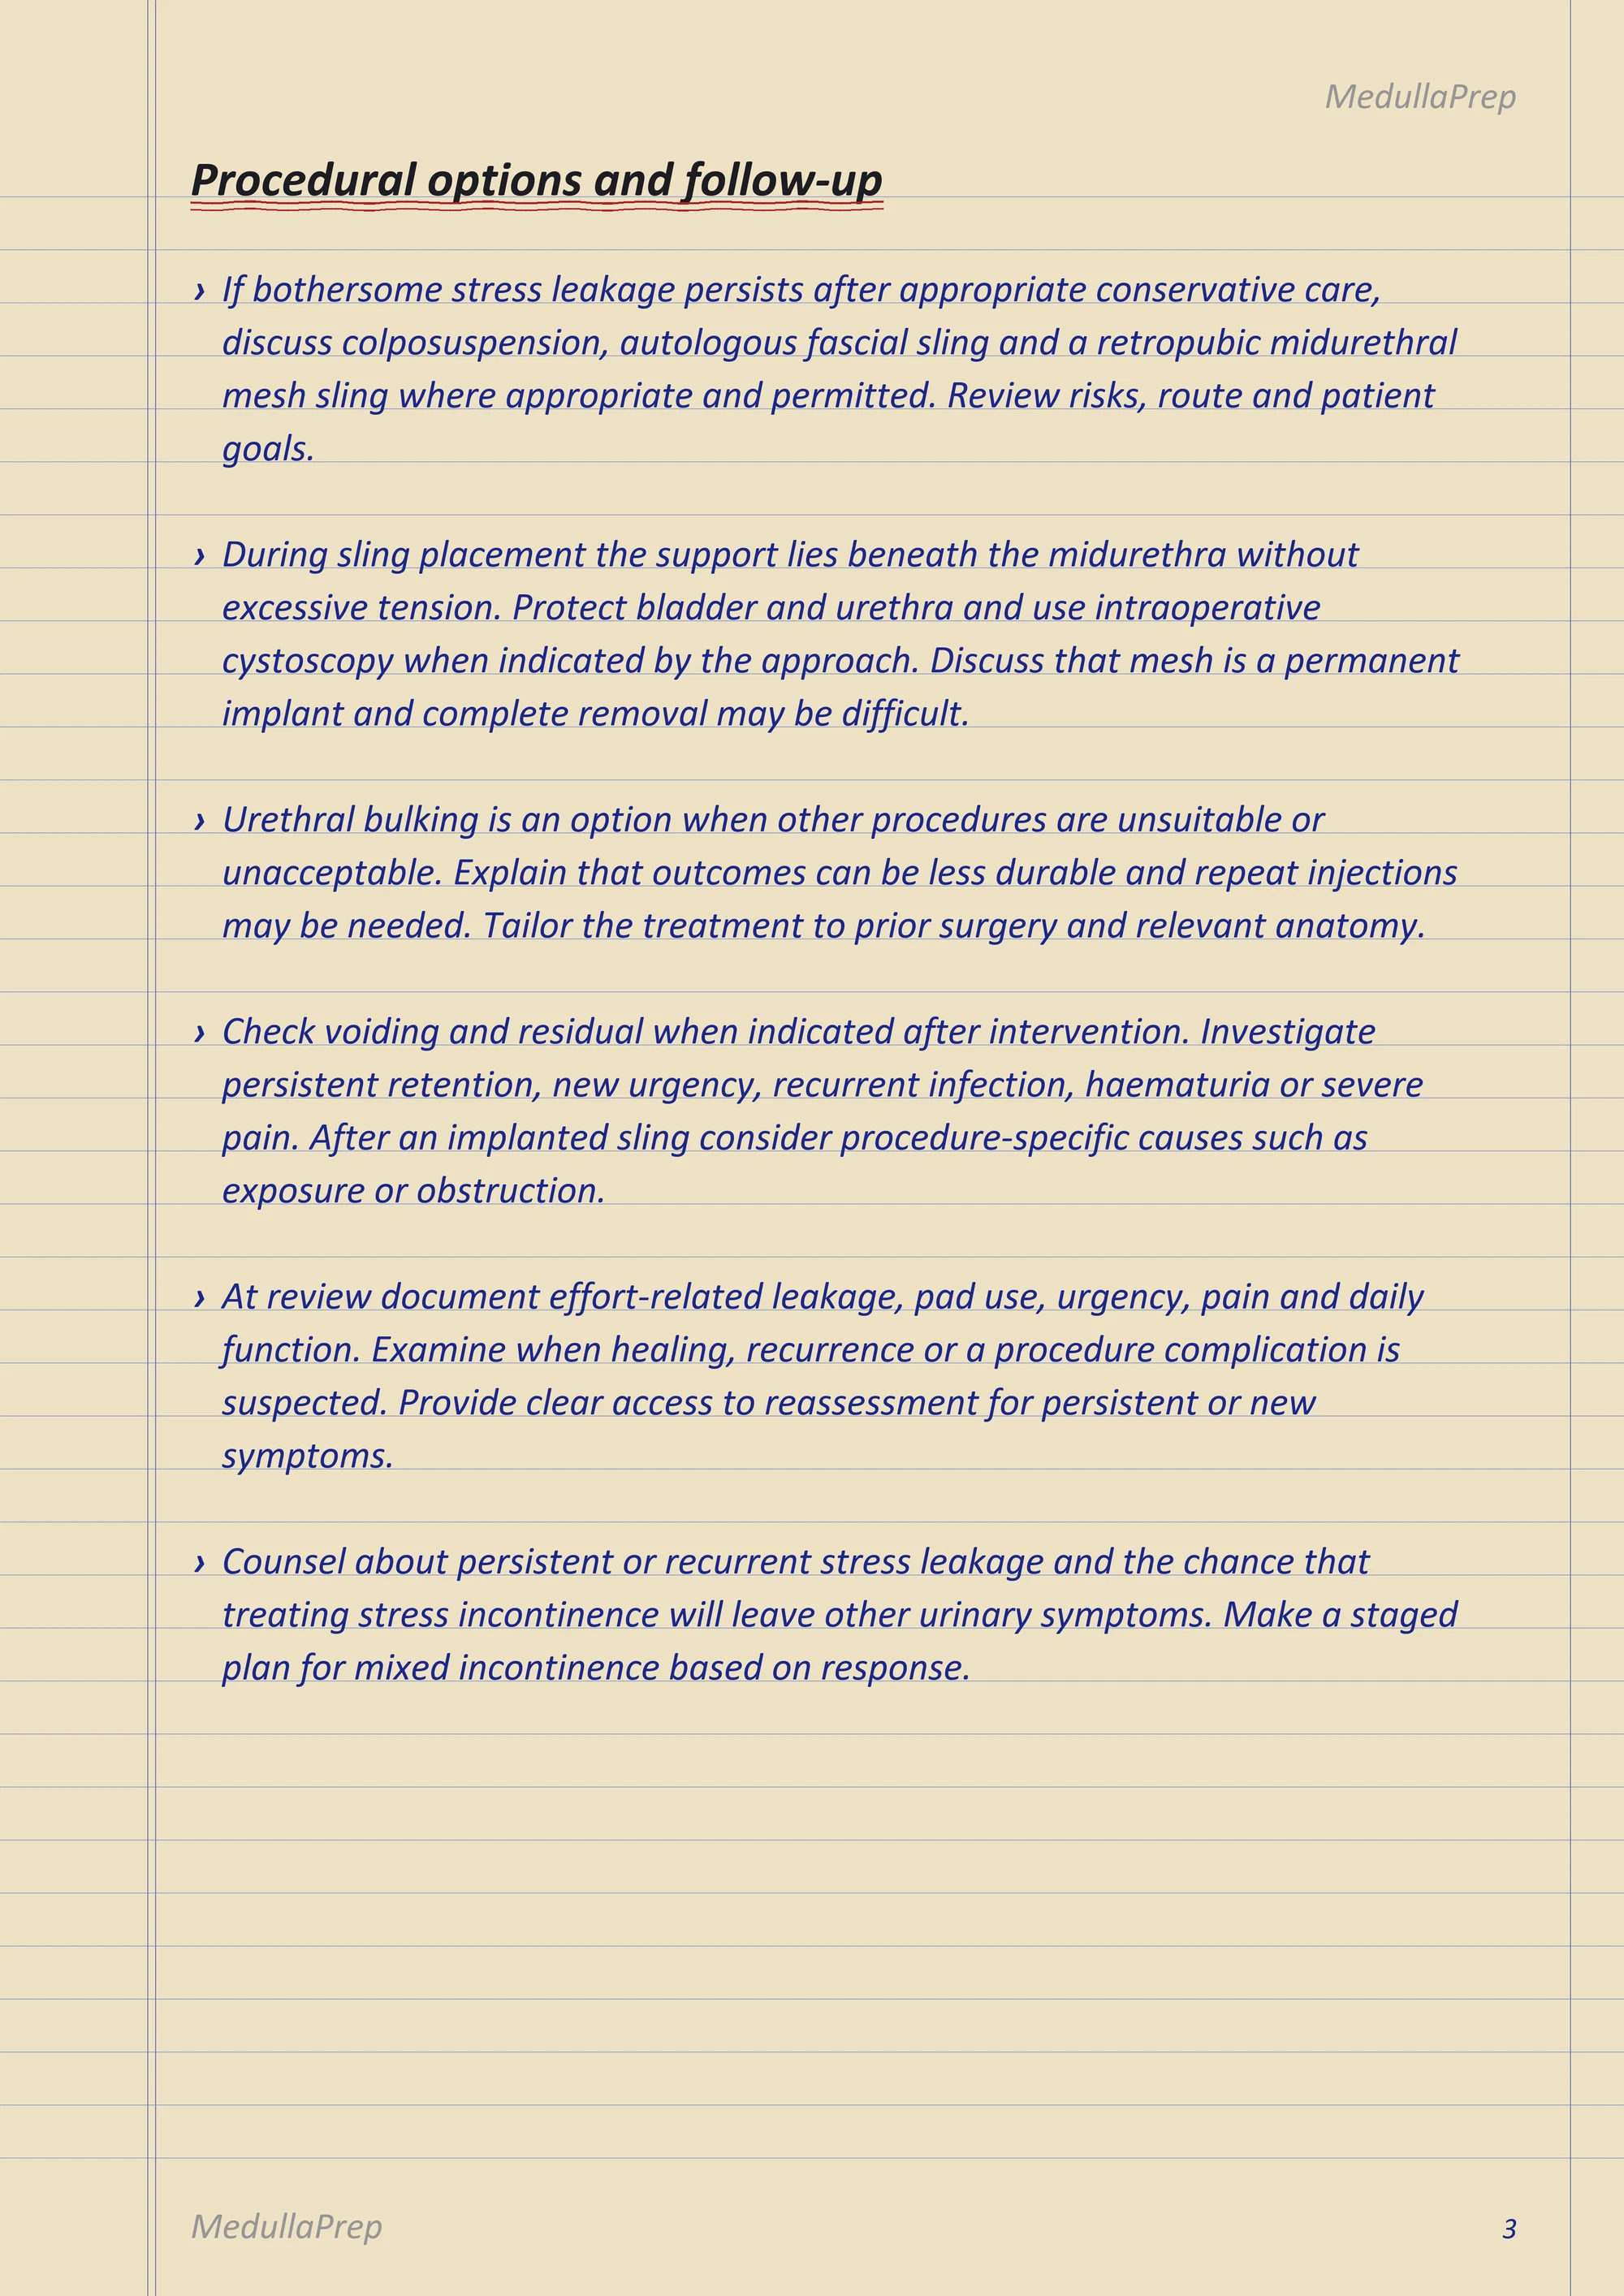 MedullaPrep
Procedural options and follow-up
› If bothersome stress leakage persists after appropriate conservative care,
discuss colposuspension, autologous fascial sling and a retropubic midurethral
mesh sling where appropriate and permitted. Review risks, route and patient
goals.
› During sling placement the support lies beneath the midurethra without
excessive tension. Protect bladder and urethra and use intraoperative
cystoscopy when indicated by the approach. Discuss that mesh is a permanent
implant and complete removal may be difficult.
› Urethral bulking is an option when other procedures are unsuitable or
unacceptable. Explain that outcomes can be less durable and repeat injections
may be needed. Tailor the treatment to prior surgery and relevant anatomy.
› Check voiding and residual when indicated after intervention. Investigate
persistent retention, new urgency, recurrent infection, haematuria or severe
pain. After an implanted sling consider procedure-specific causes such as
exposure or obstruction.
› At review document effort-related leakage, pad use, urgency, pain and daily
function. Examine when healing, recurrence or a procedure complication is
suspected. Provide clear access to reassessment for persistent or new
symptoms.
› Counsel about persistent or recurrent stress leakage and the chance that
treating stress incontinence will leave other urinary symptoms. Make a staged
plan for mixed incontinence based on response.
MedullaPrep
3